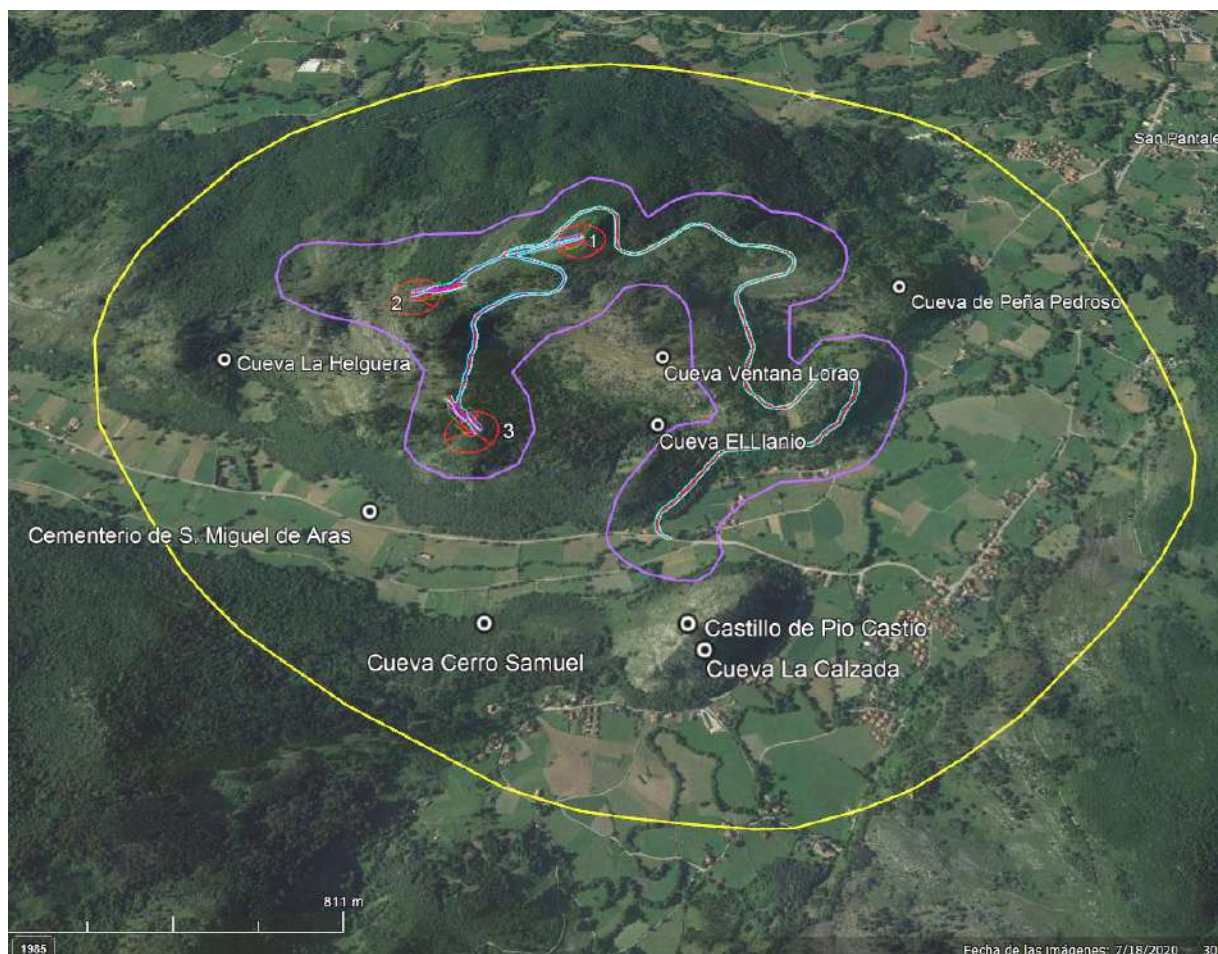 San Pantale
1
Cueva de Peña Pedroso
2
Cueva La Helguera
Cueva Ventana Lorao
3
Cueva El Llanio
Cementerio de S. Miguel de Aras
Castillo de Pio Castio
Cueva Cerro Samuel
Cueva La Calzada
811 m
1985
Fecha de las imágenes: 7/18/2020 30